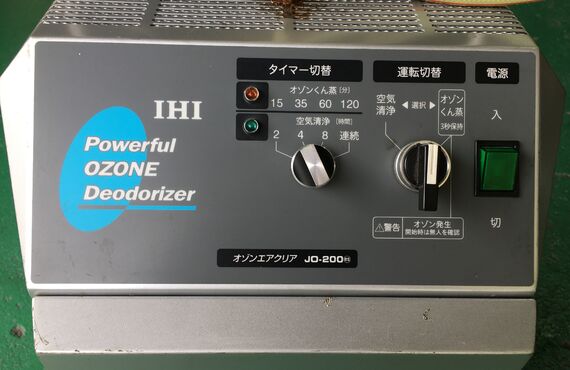 タイマー切替
運転切替
電源
オゾンくん蒸 (分)
15 35 60 120
空気清浄 (時間)
2 4 8 連続
空気
清浄
◀ 選択 ▶
オゾン
くん蒸
3秒保持
入
切
⚠警告
オゾン発生
開始時は無人を確認
IHI
Powerful
OZONE
Deodorizer
オゾンエアクリア JO-200